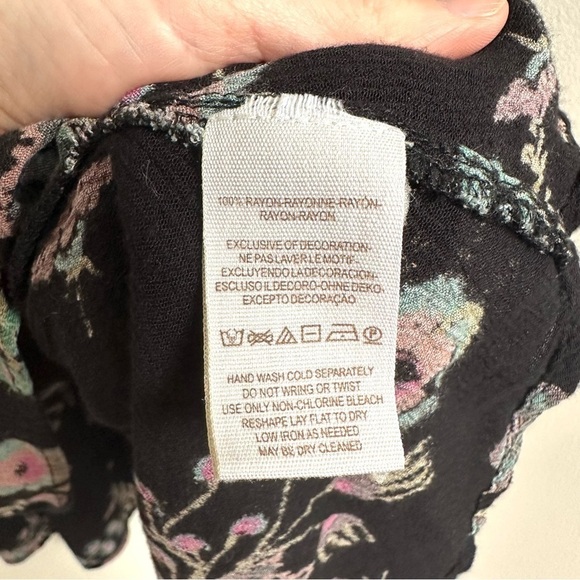 100% RAYON-RAYONNE-RAYÓN-
RAYON-RAYON
EXCLUSIVE OF DECORATION-
NE PAS LAVER LE MOTIF.
EXCLUYENDO LA DECORACION-
ESCLUSO IL DECORO-OHNE DEKO.
EXCEPTO DECORAÇÃO
HAND WASH COLD SEPARATELY
DO NOT WRING OR TWIST
USE ONLY NON-CHLORINE BLEACH
RESHAPE LAY FLAT TO DRY
LOW IRON AS NEEDED
MAY BE DRY CLEANED